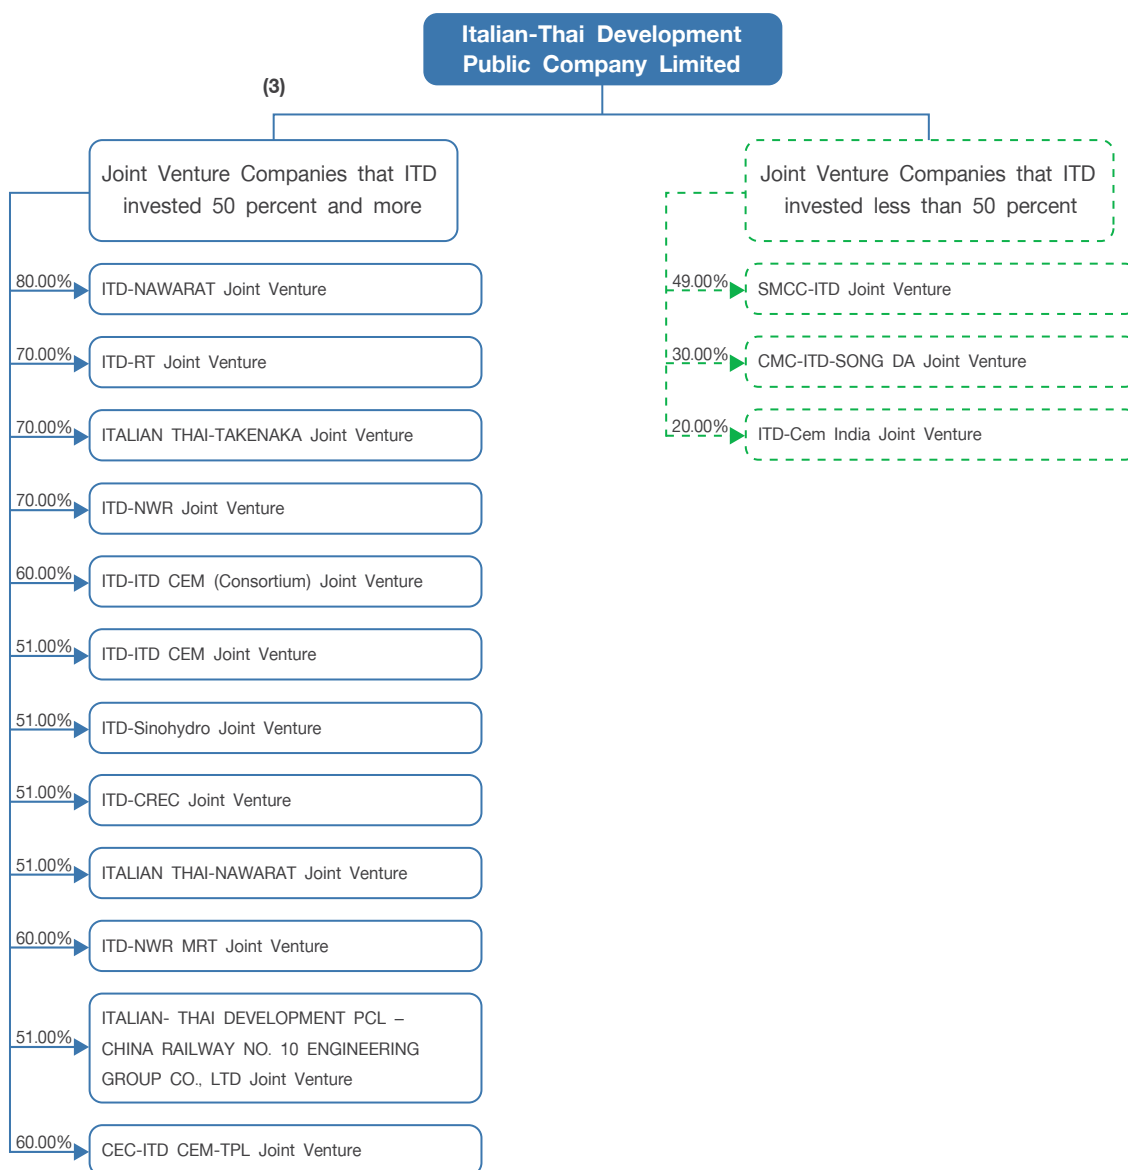 Italian-Thai Development
Public Company Limited
(3)
Joint Venture Companies that ITD
invested 50 percent and more
80.00%
ITD-NAWARAT Joint Venture
70.00%
ITD-RT Joint Venture
70.00%
ITALIAN THAI-TAKENAKA Joint Venture
70.00%
ITD-NWR Joint Venture
60.00%
ITD-ITD CEM (Consortium) Joint Venture
51.00%
ITD-ITD CEM Joint Venture
51.00%
ITD-Sinohydro Joint Venture
51.00%
ITD-CREC Joint Venture
51.00%
ITALIAN THAI-NAWARAT Joint Venture
60.00%
ITD-NWR MRT Joint Venture
51.00%
ITALIAN- THAI DEVELOPMENT PCL –
CHINA RAILWAY NO. 10 ENGINEERING
GROUP CO., LTD Joint Venture
60.00%
CEC-ITD CEM-TPL Joint Venture
Joint Venture Companies that ITD
invested less than 50 percent
49.00%
SMCC-ITD Joint Venture
30.00%
CMC-ITD-SONG DA Joint Venture
20.00%
ITD-Cem India Joint Venture